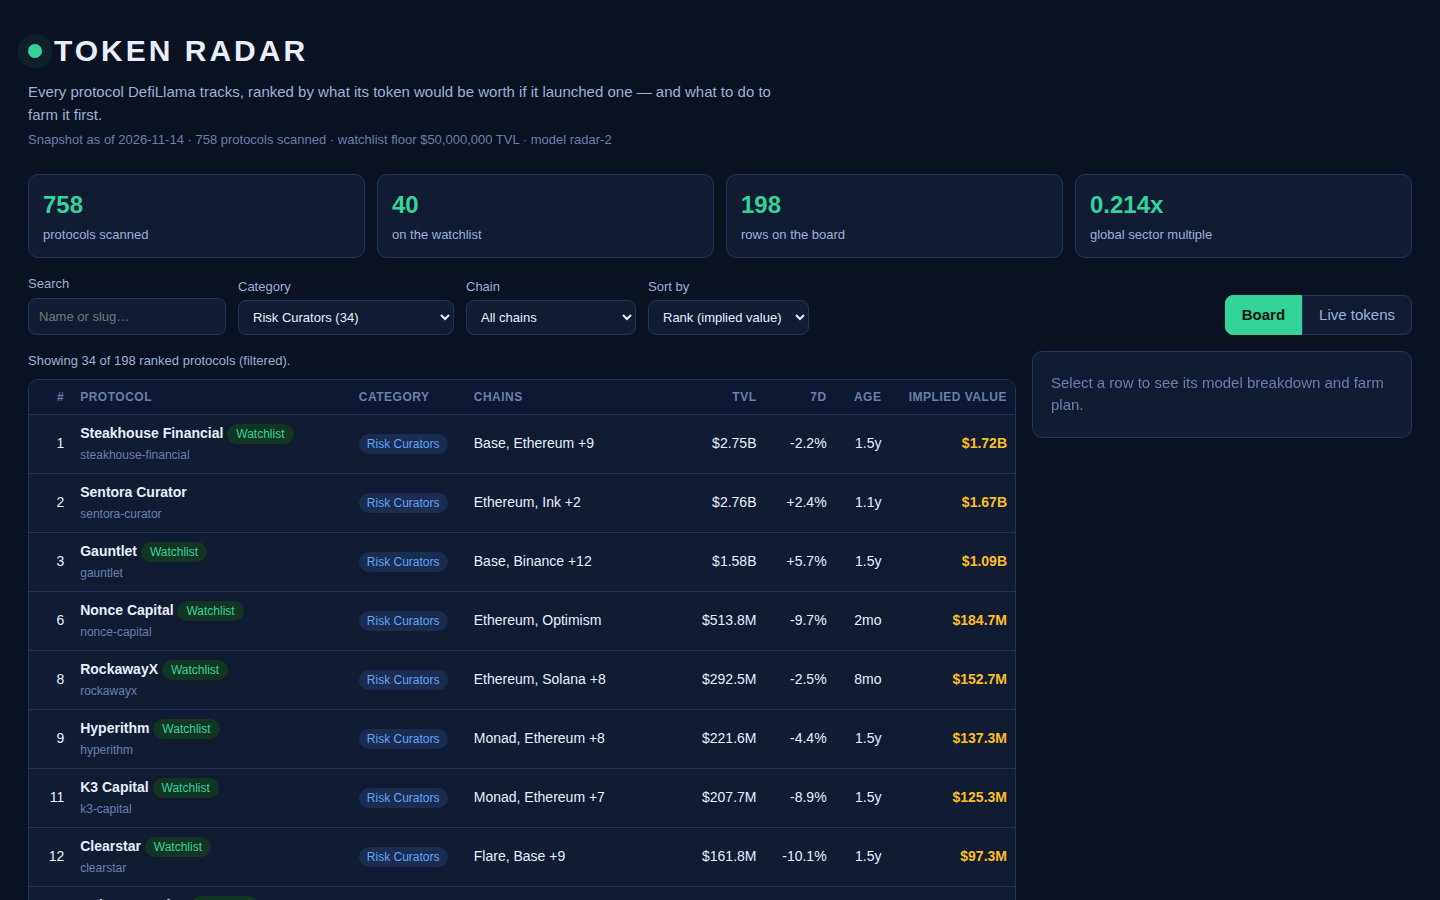 TOKEN RADAR
Every protocol DefiLlama tracks, ranked by what its token would be worth if it launched one — and what to do to
farm it first.
Snapshot as of 2026-11-14 · 758 protocols scanned · watchlist floor $50,000,000 TVL · model radar-2
758
protocols scanned
40
on the watchlist
198
rows on the board
0.214x
global sector multiple
Search
Name or slug…
Category
Risk Curators (34)
Chain
All chains
Sort by
Rank (implied value)
Board Live tokens
Showing 34 of 198 ranked protocols (filtered).
Select a row to see its model breakdown and farm
plan.
# PROTOCOL CATEGORY CHAINS TVL 7D AGE IMPLIED VALUE
1 Steakhouse Financial Watchlist Risk Curators Base, Ethereum +9 $2.75B -2.2% 1.5y $1.72B
steakhouse-financial
2 Sentora Curator Risk Curators Ethereum, Ink +2 $2.76B +2.4% 1.1y $1.67B
sentora-curator
3 Gauntlet Watchlist Risk Curators Base, Binance +12 $1.58B +5.7% 1.5y $1.09B
gauntlet
6 Nonce Capital Watchlist Risk Curators Ethereum, Optimism $513.8M -9.7% 2mo $184.7M
nonce-capital
8 RockawayX Watchlist Risk Curators Ethereum, Solana +8 $292.5M -2.5% 8mo $152.7M
rockawayx
9 Hyperithm Watchlist Risk Curators Monad, Ethereum +8 $221.6M -4.4% 1.5y $137.3M
hyperithm
11 K3 Capital Watchlist Risk Curators Monad, Ethereum +7 $207.7M -8.9% 1.5y $125.3M
k3-capital
12 Clearstar Watchlist Risk Curators Flare, Base +9 $161.8M -10.1% 1.5y $97.3M
clearstar